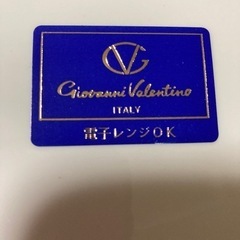 GV
Giovanni Valentino
ITALY
電子レンジOK